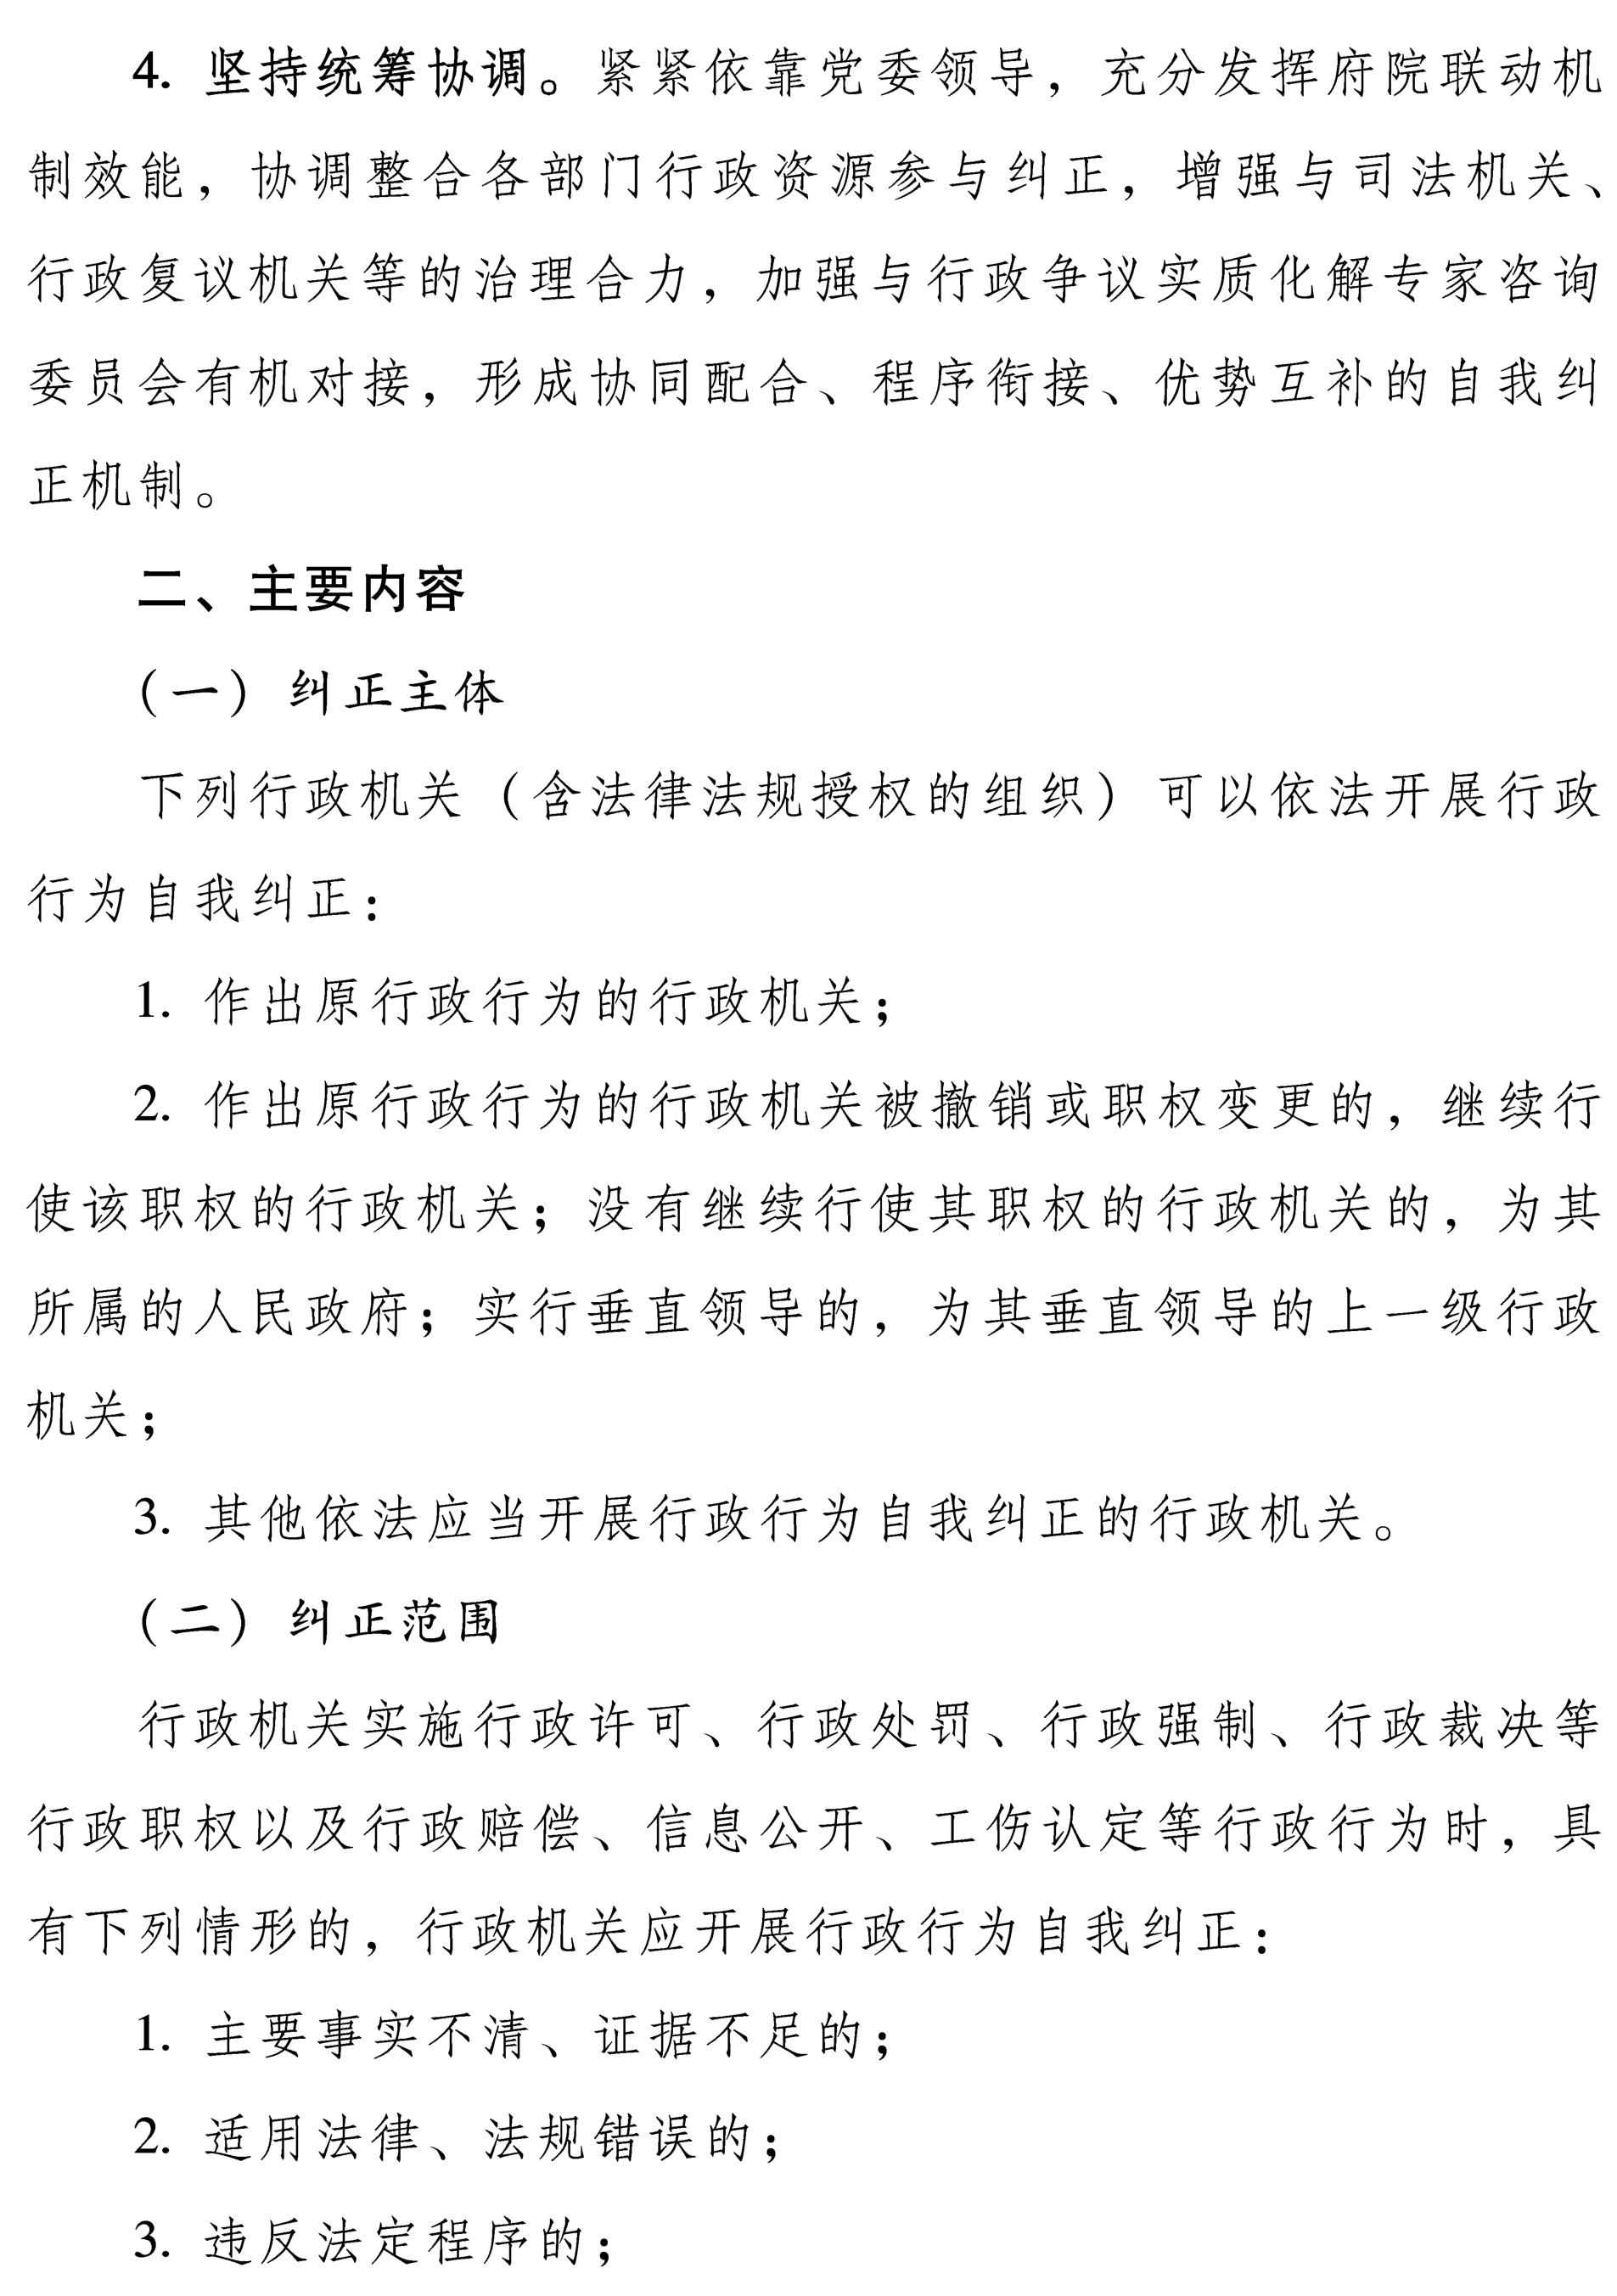 4. 坚持统筹协调。紧紧依靠党委领导，充分发挥府院联动机
制效能，协调整合各部门行政资源参与纠正，增强与司法机关、
行政复议机关等的治理合力，加强与行政争议实质化解专家咨询
委员会有机对接，形成协同配合、程序衔接、优势互补的自我纠
正机制。
二、主要内容
（一）纠正主体
下列行政机关（含法律法规授权的组织）可以依法开展行政
行为自我纠正：
1. 作出原行政行为的行政机关；
2. 作出原行政行为的行政机关被撤销或职权变更的，继续行
使该职权的行政机关；没有继续行使其职权的行政机关的，为其
所属的人民政府；实行垂直领导的，为其垂直领导的上一级行政
机关；
3. 其他依法应当开展行政行为自我纠正的行政机关。
（二）纠正范围
行政机关实施行政许可、行政处罚、行政强制、行政裁决等
行政职权以及行政赔偿、信息公开、工伤认定等行政行为时，具
有下列情形的，行政机关应开展行政行为自我纠正：
1. 主要事实不清、证据不足的；
2. 适用法律、法规错误的；
3. 违反法定程序的；